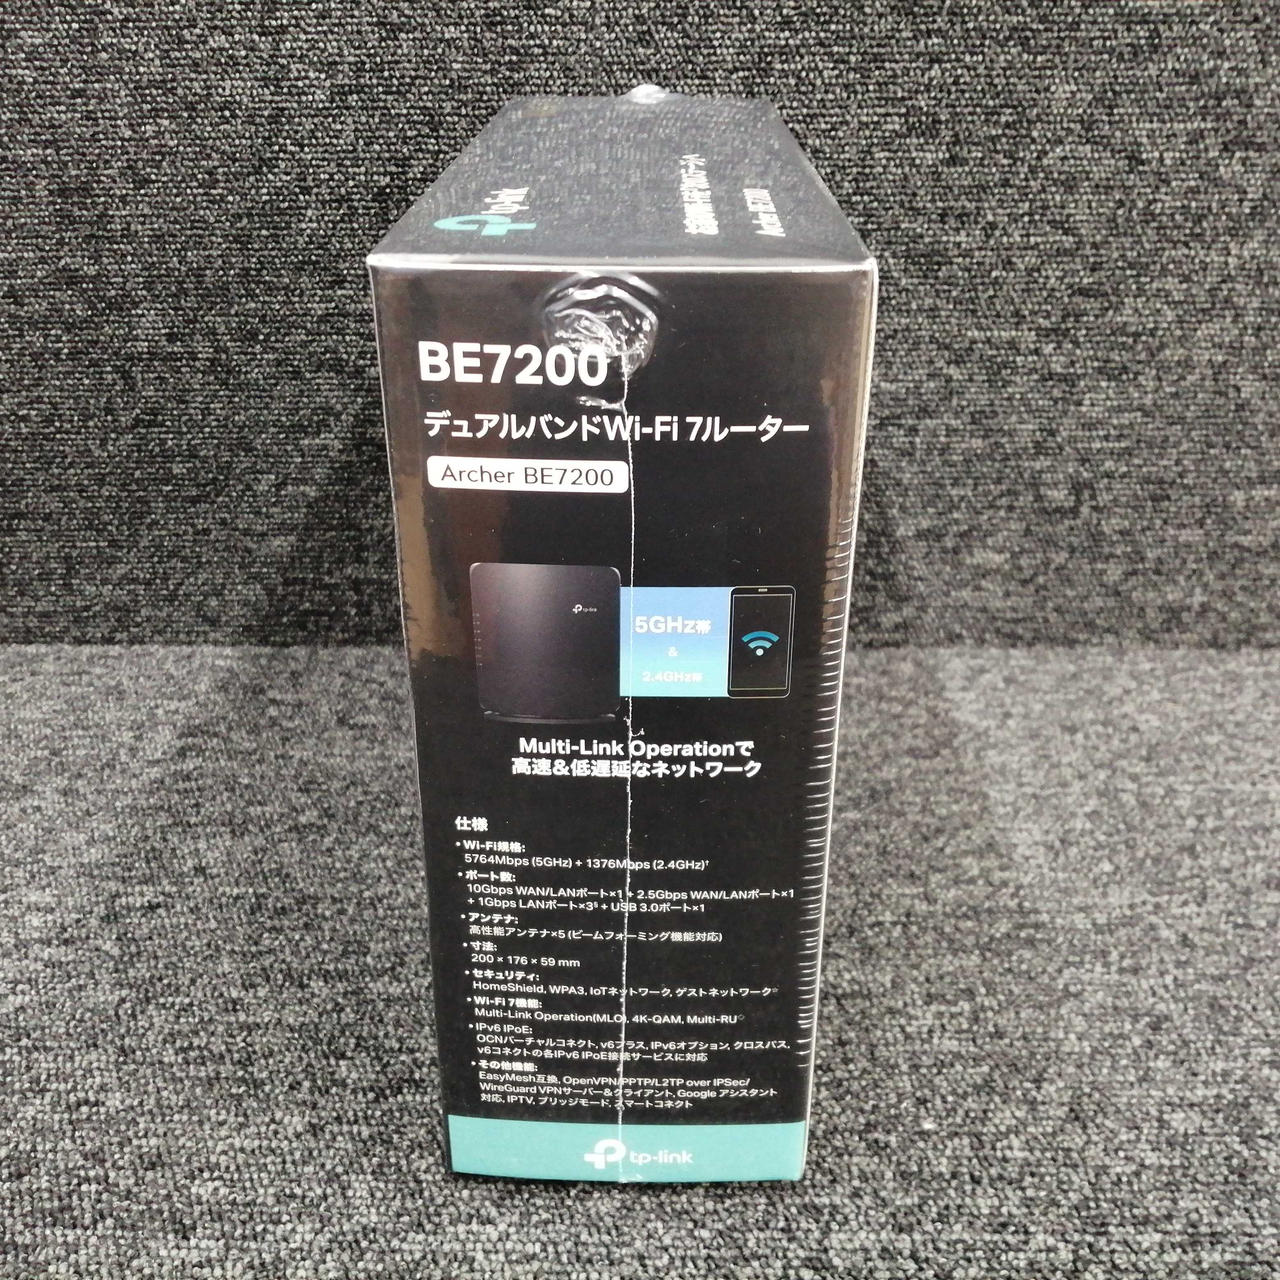 tp-link
Archer BE7200
BE7200
デュアルバンドWi-Fi 7ルーター
Archer BE7200
tp-link
5GHz帯
&
2.4GHz帯
Multi-Link Operationで
高速&低遅延なネットワーク
仕様
•Wi-Fi規格:
5764Mbps (5GHz) + 1376Mbps (2.4GHz)†
•ポート数:
10Gbps WAN/LANポート×1 + 2.5Gbps WAN/LANポート×1
+ 1Gbps LANポート×3§ + USB 3.0ポート×1
•アンテナ:
高性能アンテナ×5 (ビームフォーミング機能対応)
•寸法:
200 × 176 × 59 mm
•セキュリティ:
HomeShield, WPA3, IoTネットワーク, ゲストネットワーク☆
•Wi-Fi 7機能:
Multi-Link Operation(MLO), 4K-QAM, Multi-RU◇
•IPv6 IPoE:
OCNバーチャルコネクト, v6プラス, IPv6オプション, クロスパス,
v6コネクトの各IPv6 IPoE接続サービスに対応
•その他機能:
EasyMesh互換, OpenVPN/PPTP/L2TP over IPSec/
WireGuard VPNサーバー&クライアント, Google アシスタント
対応, IPTV, ブリッジモード, スマートコネクト
tp-link